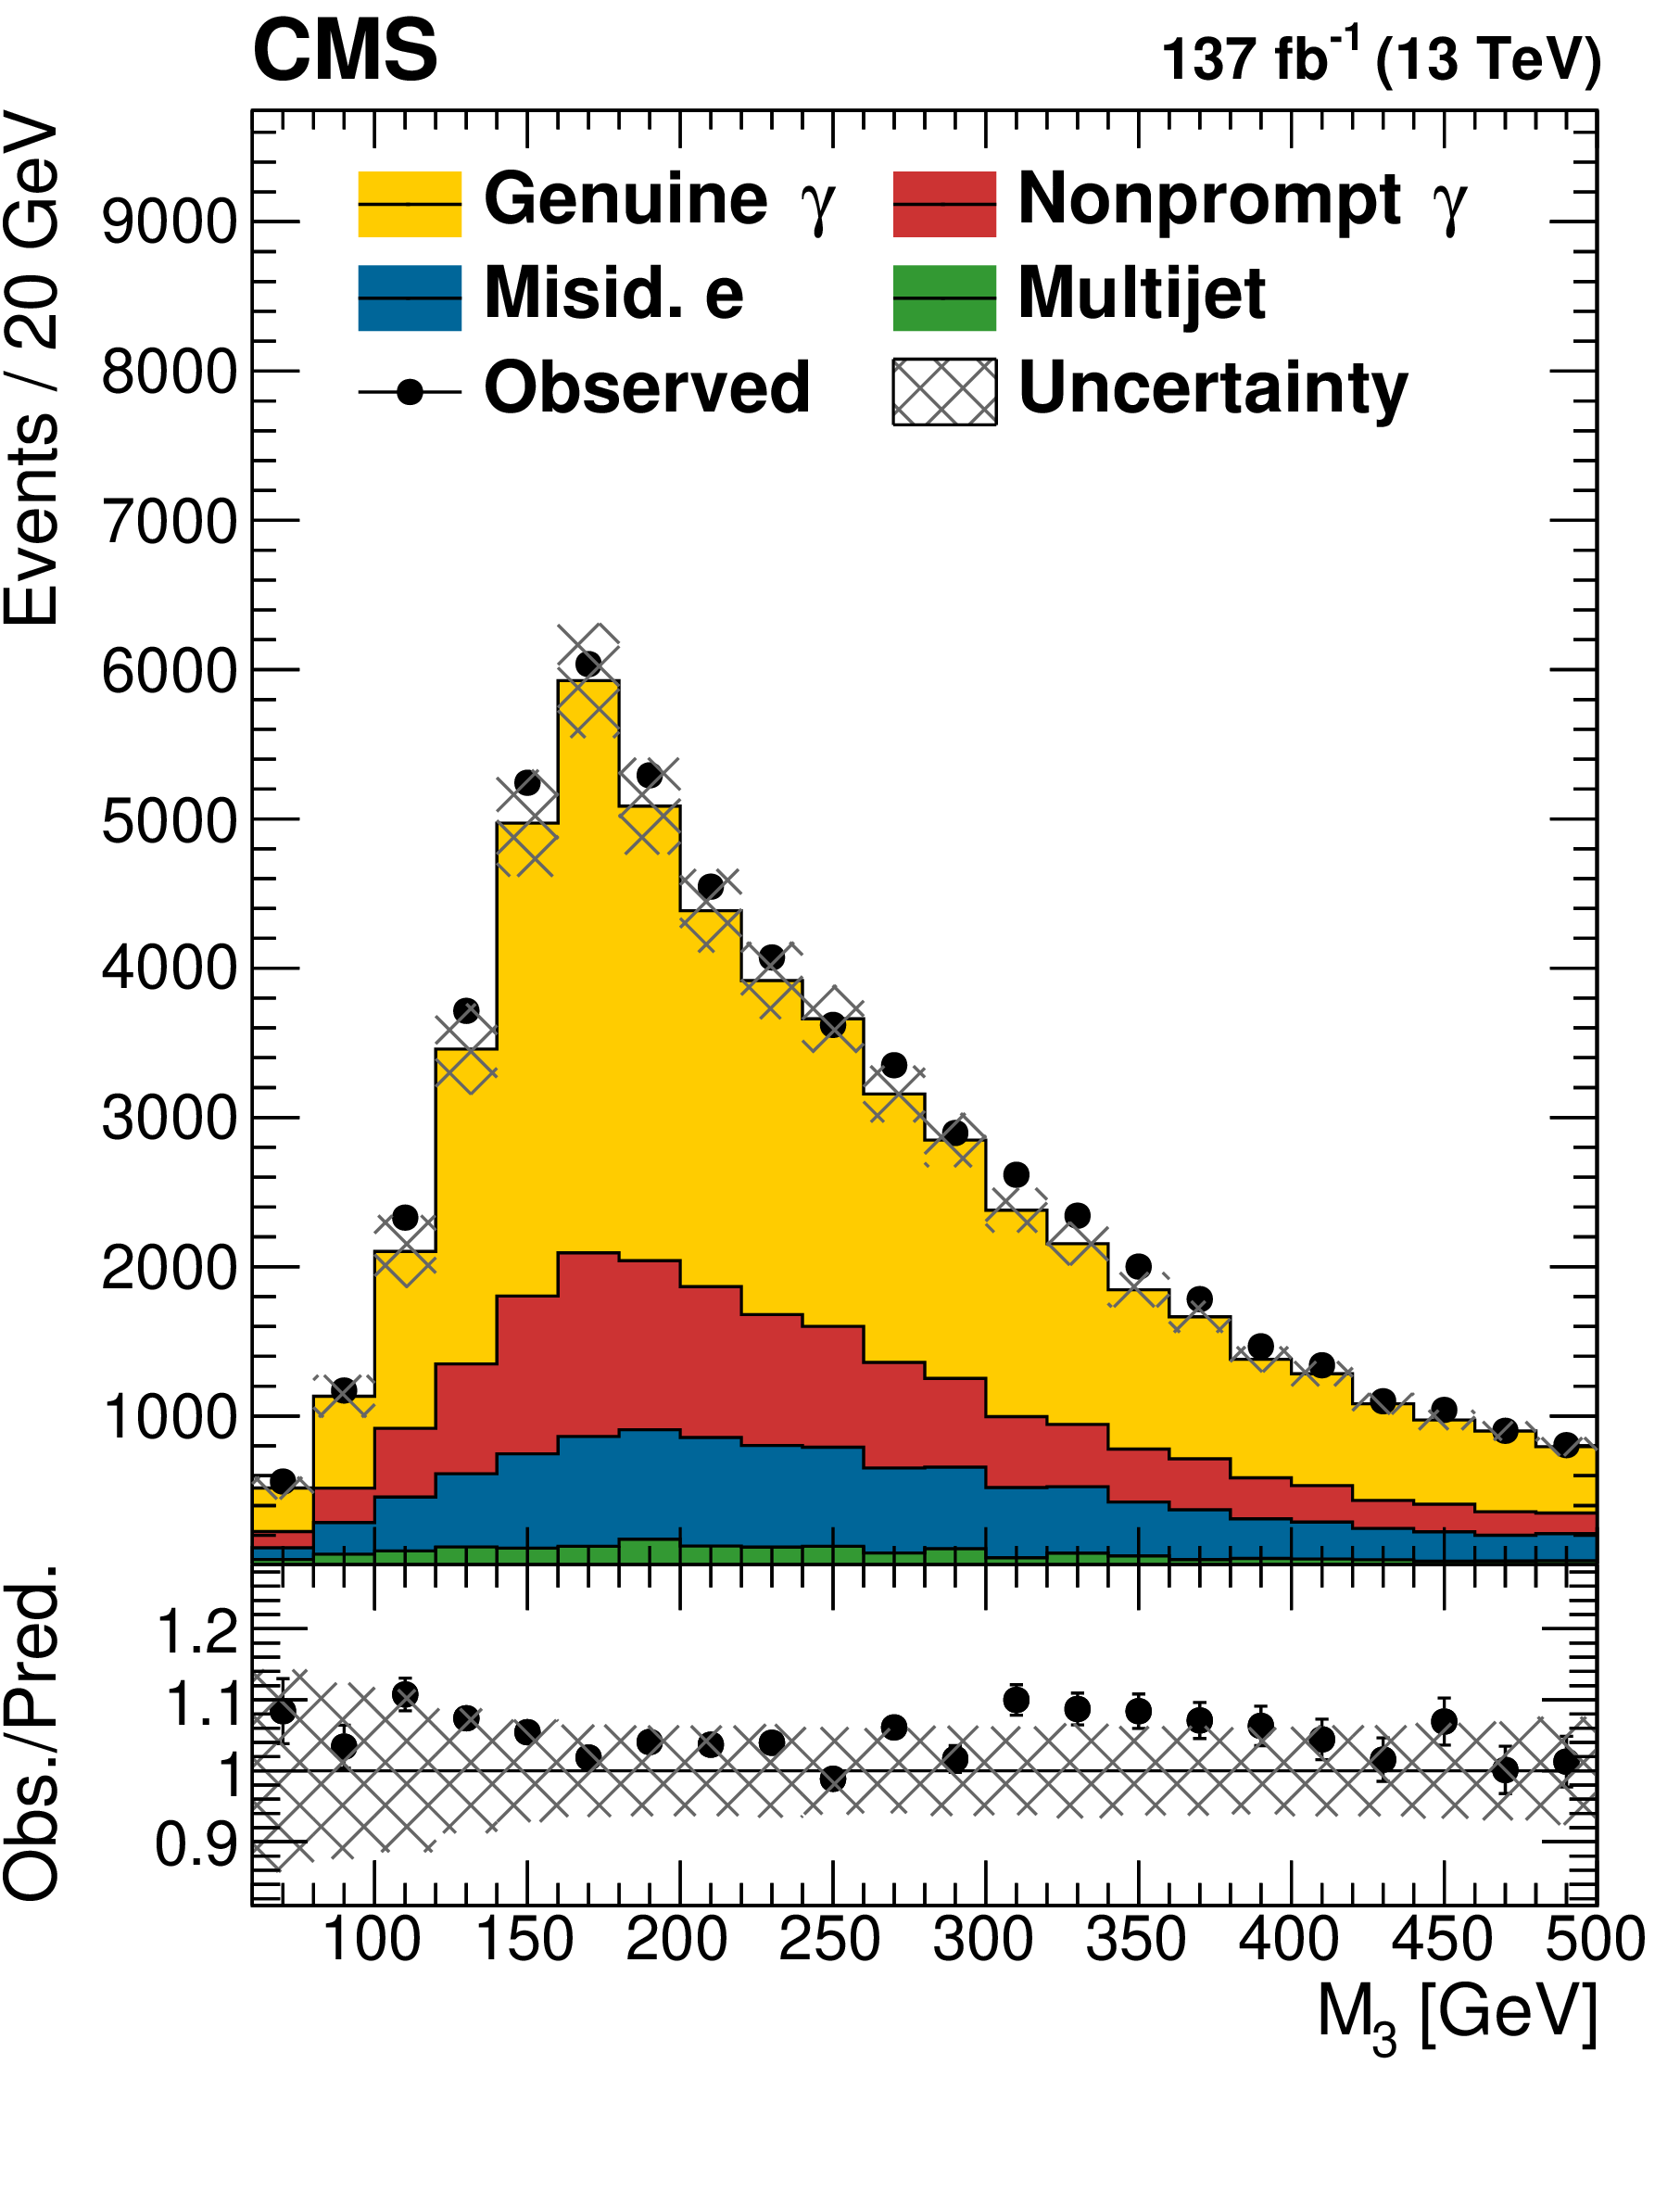 CMS
137 fb-1 (13 TeV)
Events / 20 GeV
Genuine γ
Nonprompt γ
Misid. e
Multijet
Observed
Uncertainty
9000
8000
7000
6000
5000
4000
3000
2000
1000
Obs./Pred.
1.2
1.1
1
0.9
100 150 200 250 300 350 400 450 500
M3 [GeV]